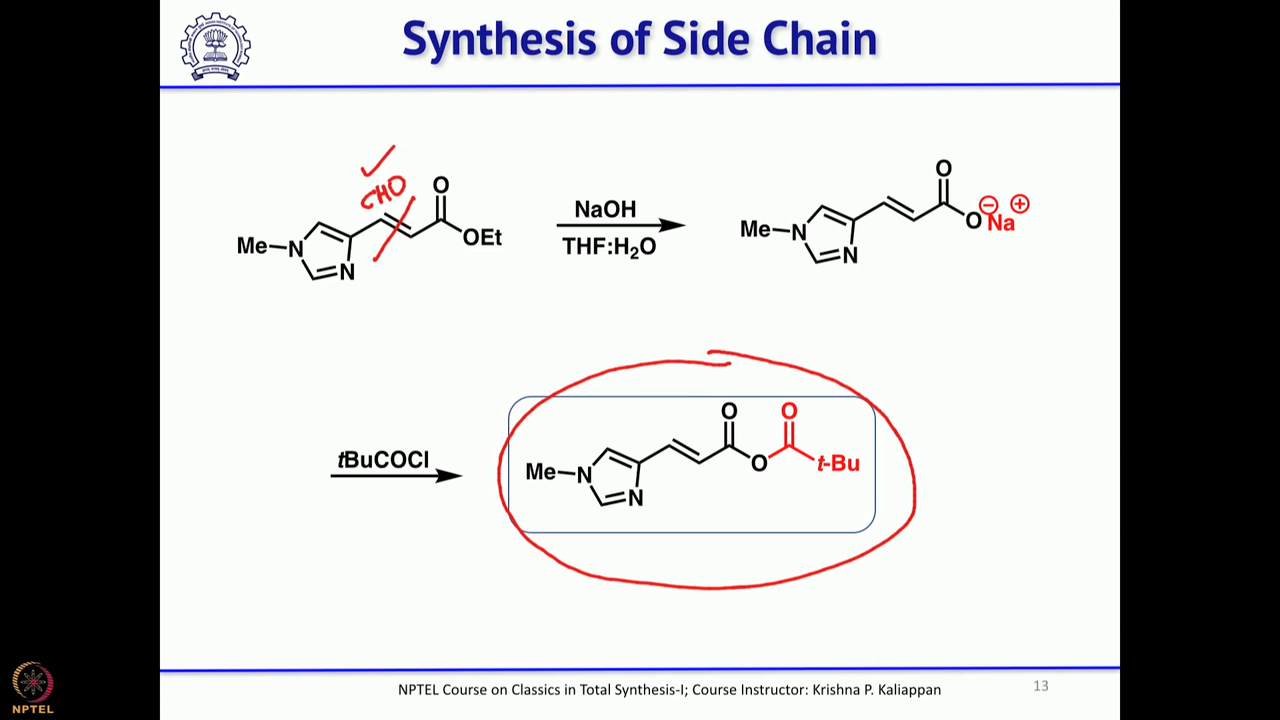 Synthesis of Side Chain
CHO
O
Me N
N
OEt
NaOH
THF:H₂O
O
Me N
N
O Na
⊖ ⊕
tBuCOCl
O
O
Me N
N
O
t-Bu
NPTEL Course on Classics in Total Synthesis-I; Course Instructor: Krishna P. Kaliappan
13
NPTEL